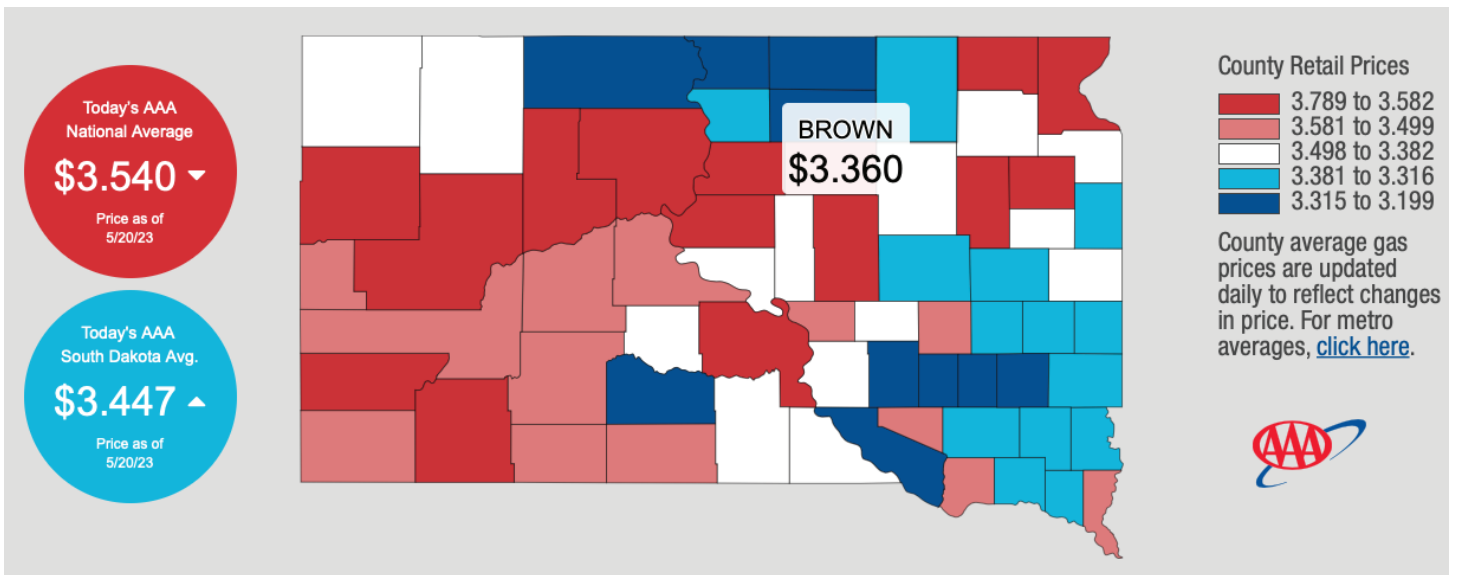 Today's AAA
National Average
$3.540
Price as of
5/20/23
Today's AAA
South Dakota Avg.
$3.447
Price as of
5/20/23
BROWN
$3.360
County Retail Prices
3.789 to 3.582
3.581 to 3.499
3.498 to 3.382
3.381 to 3.316
3.315 to 3.199
County average gas
prices are updated
daily to reflect changes
in price. For metro
averages, click here.
AAA